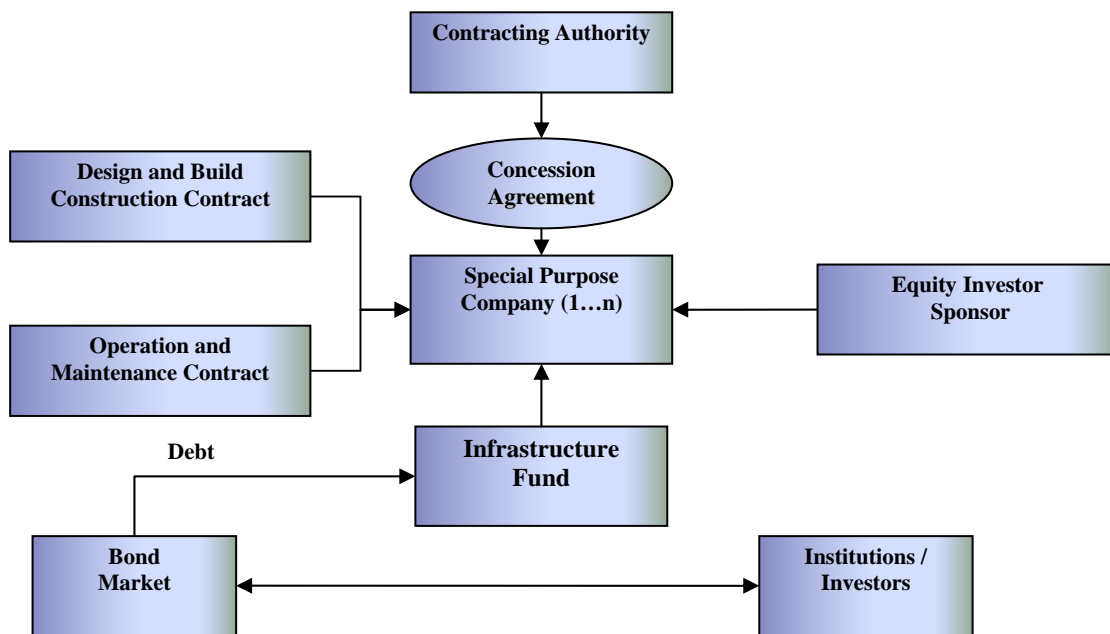 Contracting Authority
Design and Build
Construction Contract
Concession
Agreement
Special Purpose
Company (1…n)
Equity Investor
Sponsor
Operation and
Maintenance Contract
Debt
Infrastructure
Fund
Bond
Market
Institutions /
Investors